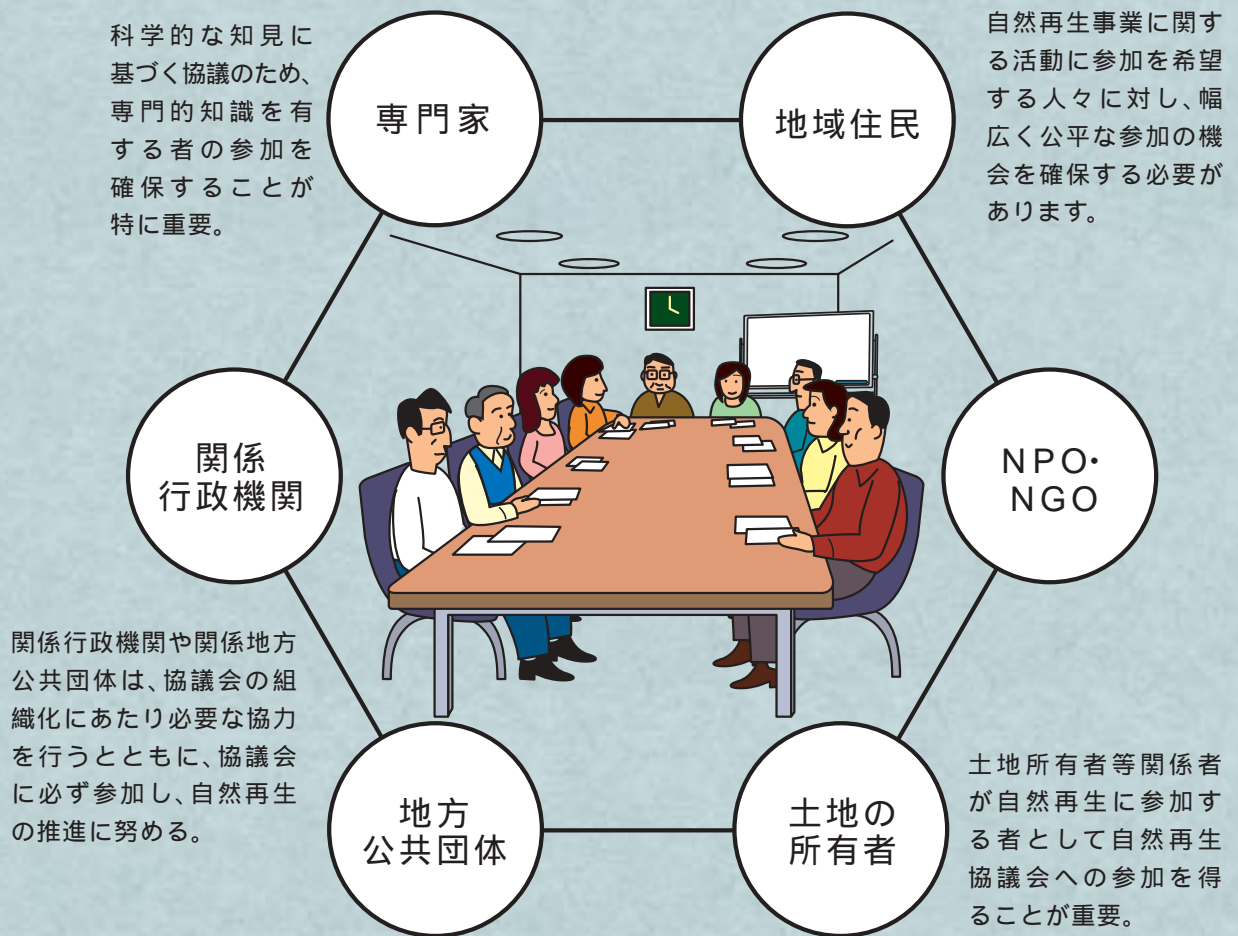 科学的な知見に
基づく協議のため、
専門的知識を有
する者の参加を
確保することが
特に重要。
専門家
地域住民
自然再生事業に関す
る活動に参加を希望
する人々に対し、幅
広く公平な参加の機
会を確保する必要が
あります。
関係
行政機関
NPO・
NGO
関係行政機関や関係地方
公共団体は、協議会の組
織化にあたり必要な協力
を行うとともに、協議会
に必ず参加し、自然再生
の推進に努める。
地方
公共団体
土地の
所有者
土地所有者等関係者
が自然再生に参加す
る者として自然再生
協議会への参加を得
ることが重要。